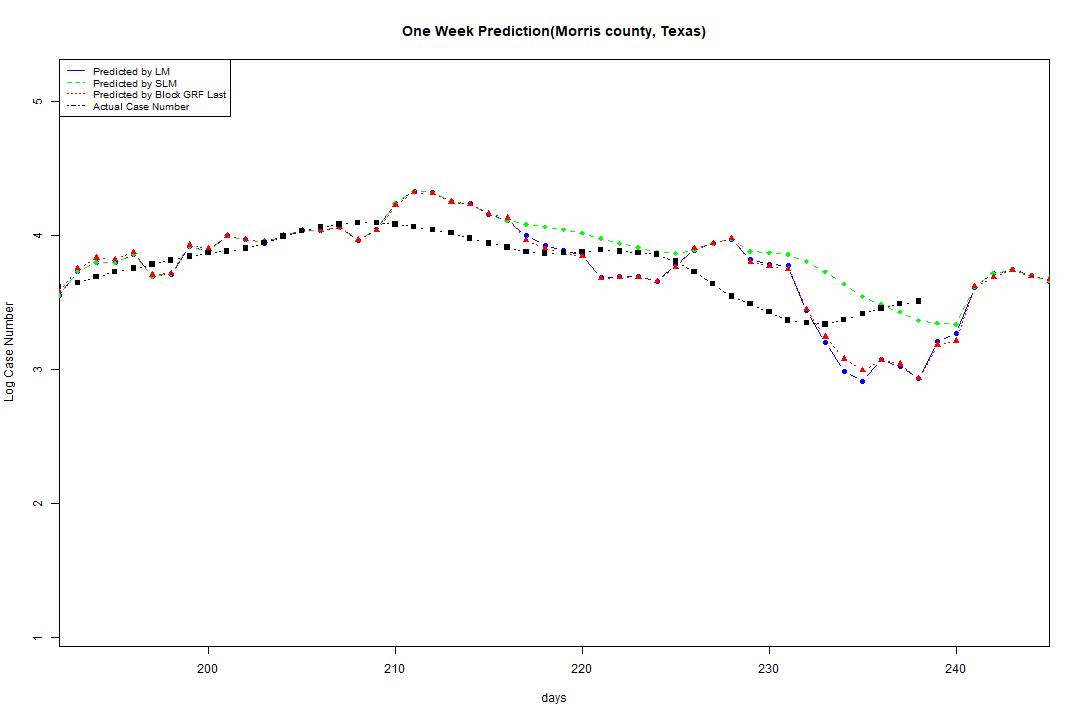 One Week Prediction(Morris county, Texas)
Predicted by LM
Predicted by SLM
Predicted by Block GRF Last
Actual Case Number
5
4
3
2
1
Log Case Number
200 210 220 230 240
days